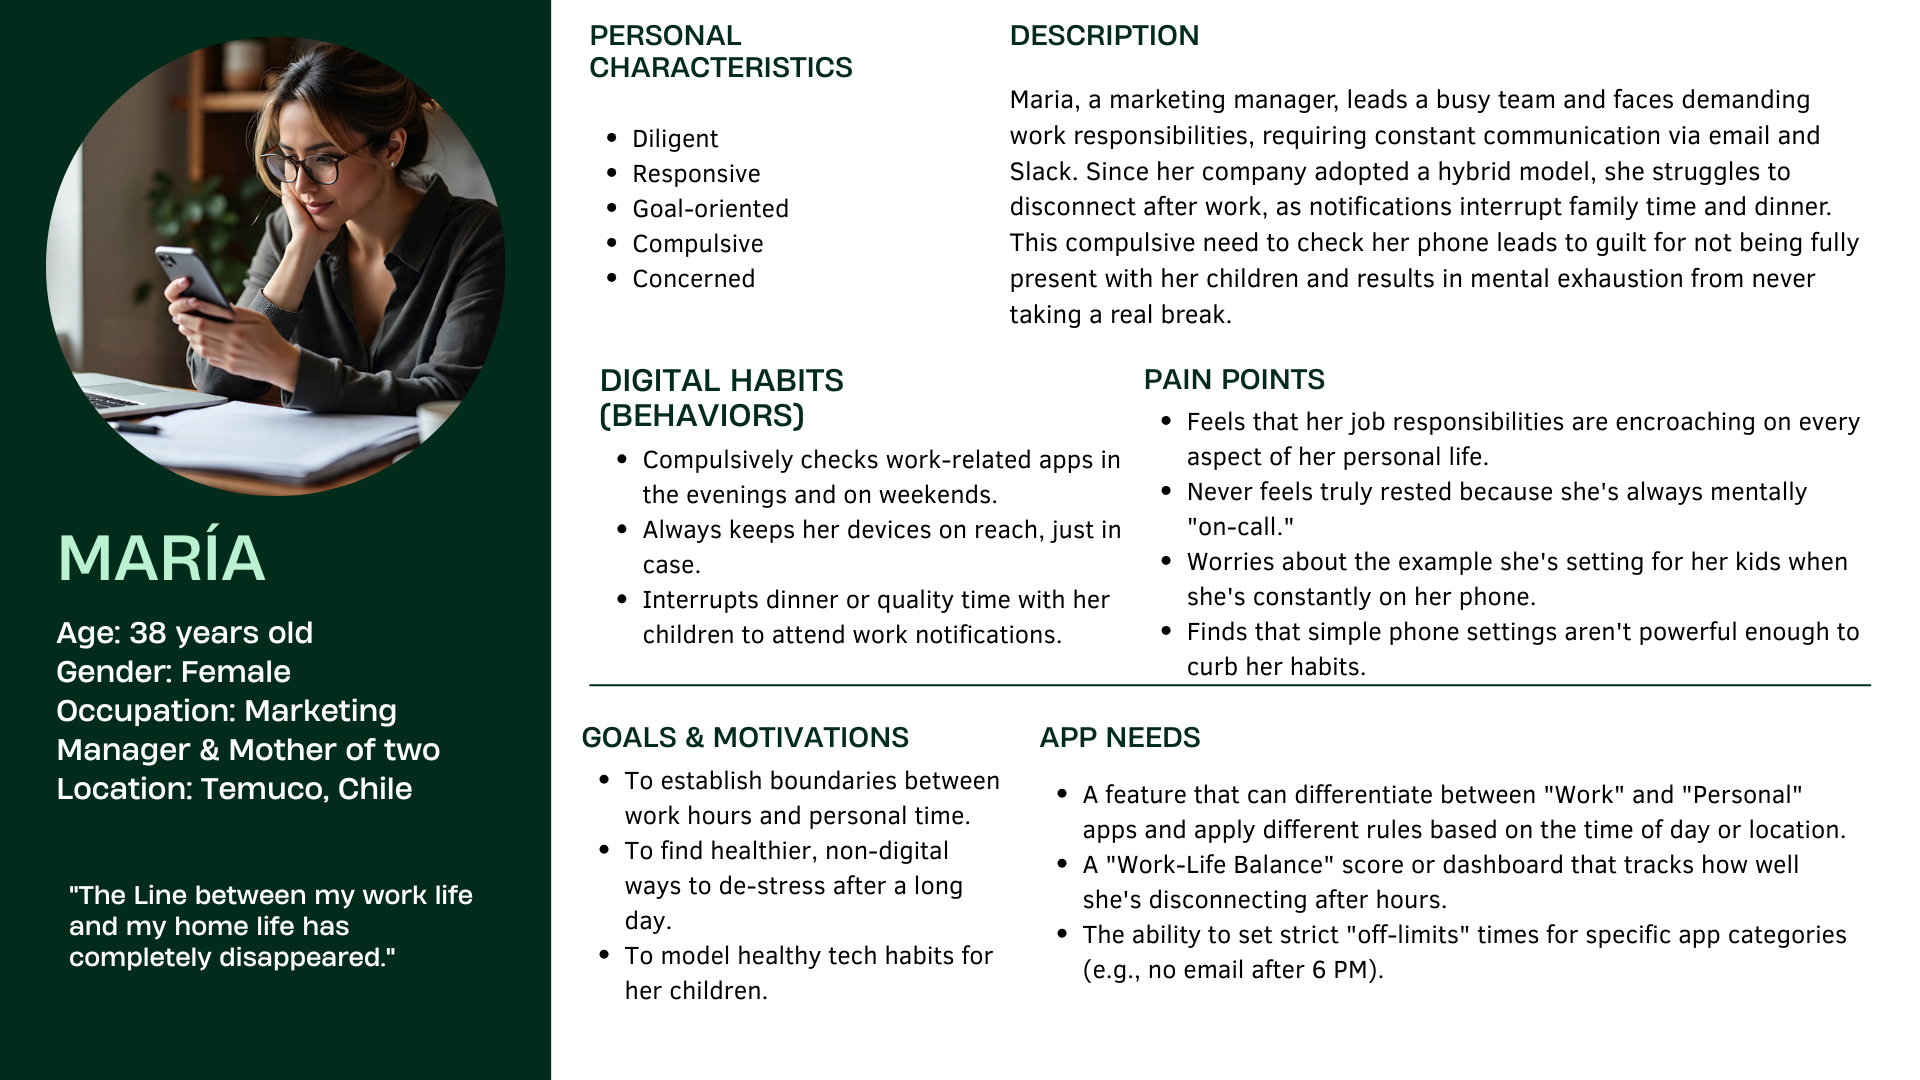 MARÍA
Age: 38 years old
Gender: Female
Occupation: Marketing
Manager & Mother of two
Location: Temuco, Chile
"The Line between my work life
and my home life has
completely disappeared."
PERSONAL
CHARACTERISTICS
• Diligent
• Responsive
• Goal-oriented
• Compulsive
• Concerned
DESCRIPTION
Maria, a marketing manager, leads a busy team and faces demanding
work responsibilities, requiring constant communication via email and
Slack. Since her company adopted a hybrid model, she struggles to
disconnect after work, as notifications interrupt family time and dinner.
This compulsive need to check her phone leads to guilt for not being fully
present with her children and results in mental exhaustion from never
taking a real break.
DIGITAL HABITS
(BEHAVIORS)
• Compulsively checks work-related apps in
the evenings and on weekends.
• Always keeps her devices on reach, just in
case.
• Interrupts dinner or quality time with her
children to attend work notifications.
PAIN POINTS
• Feels that her job responsibilities are encroaching on every
aspect of her personal life.
• Never feels truly rested because she's always mentally
"on-call."
• Worries about the example she's setting for her kids when
she's constantly on her phone.
• Finds that simple phone settings aren't powerful enough to
curb her habits.
GOALS & MOTIVATIONS
• To establish boundaries between
work hours and personal time.
• To find healthier, non-digital
ways to de-stress after a long
day.
• To model healthy tech habits for
her children.
APP NEEDS
• A feature that can differentiate between "Work" and "Personal"
apps and apply different rules based on the time of day or location.
• A "Work-Life Balance" score or dashboard that tracks how well
she's disconnecting after hours.
• The ability to set strict "off-limits" times for specific app categories
(e.g., no email after 6 PM).